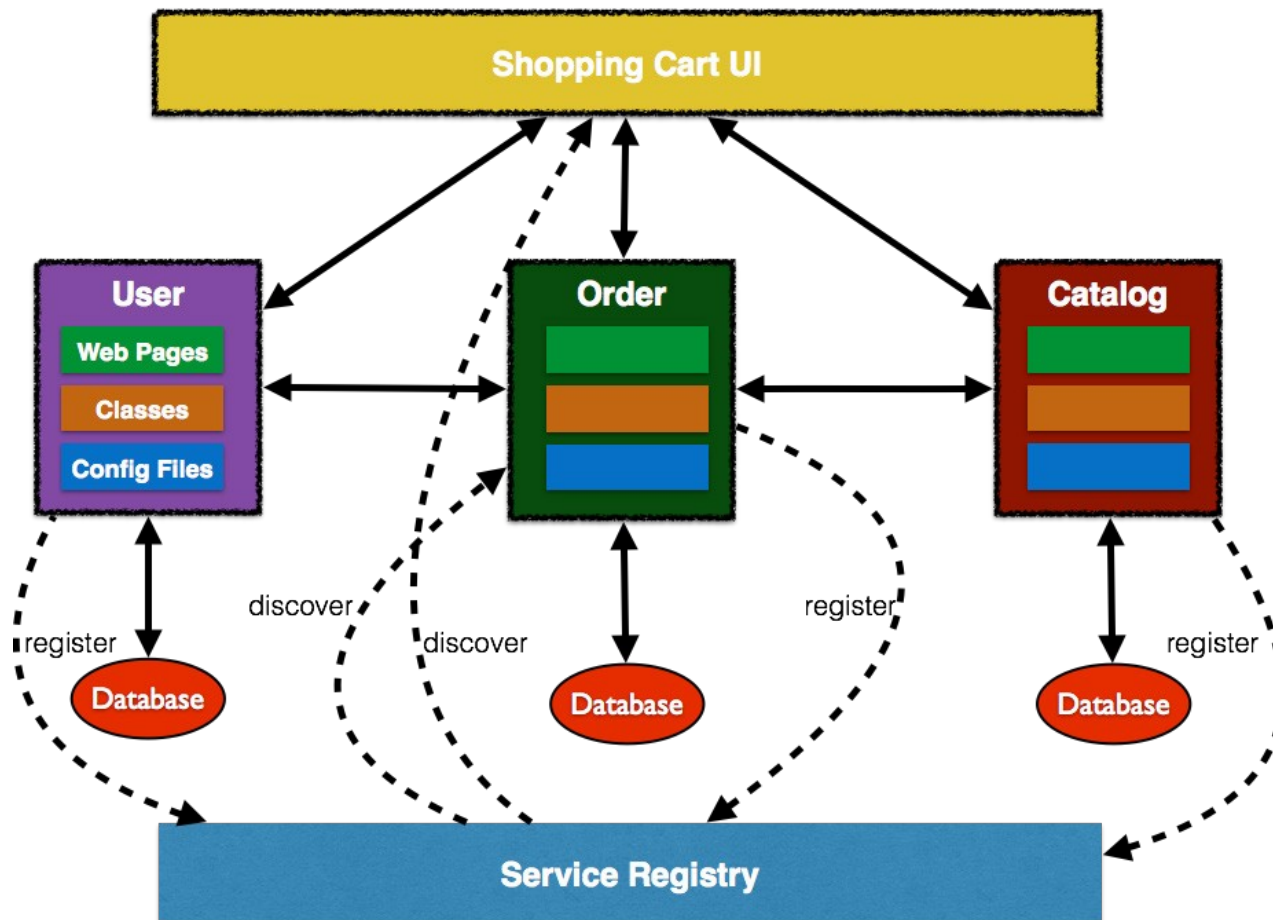 Shopping Cart UI
User
Order
Catalog
Web Pages
Classes
Config Files
discover
register
register
discover
register
Database
Database
Database
Service Registry